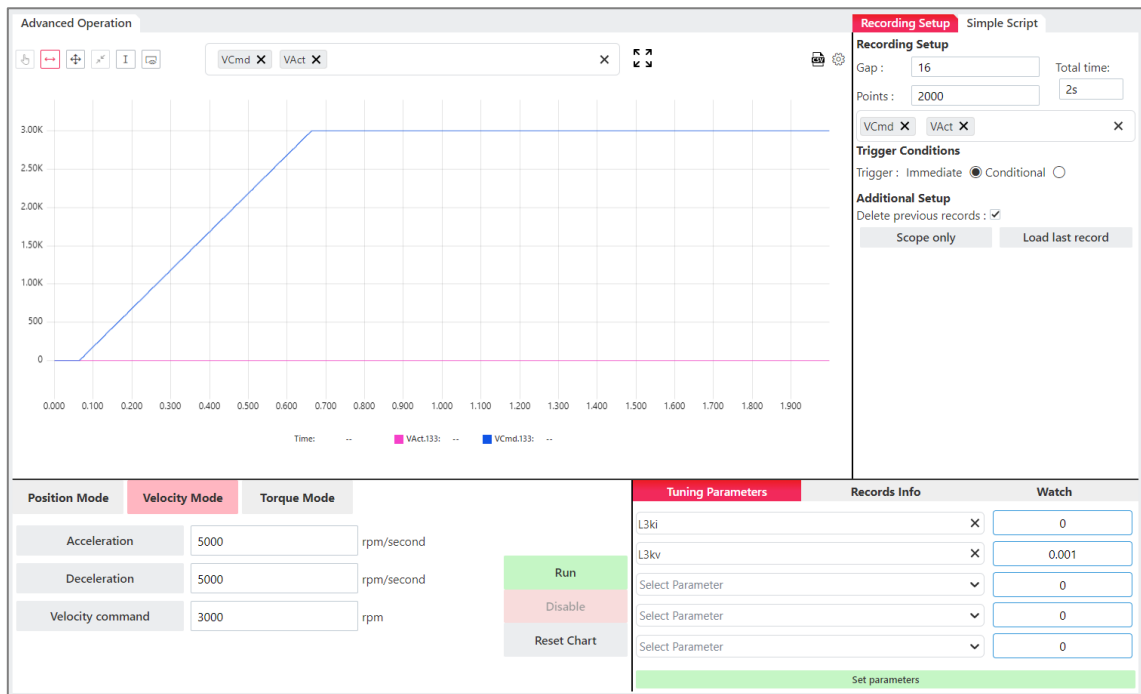 Advanced Operation
VCmd VAct
CSV
3.00K
2.50K
2.00K
1.50K
1.00K
500
0
0.000 0.100 0.200 0.300 0.400 0.500 0.600 0.700 0.800 0.900 1.000 1.100 1.200 1.300 1.400 1.500 1.600 1.700 1.800 1.900
Time: -- VAct.133: -- VCmd.133: --
Recording Setup Simple Script
Recording Setup
Gap : 16 Total time:
Points : 2000 2s
VCmd VAct
Trigger Conditions
Trigger : Immediate Conditional
Additional Setup
Delete previous records :
Scope only Load last record
Position Mode Velocity Mode Torque Mode
Acceleration 5000 rpm/second
Deceleration 5000 rpm/second
Velocity command 3000 rpm
Run
Disable
Reset Chart
Tuning Parameters Records Info Watch
L3ki 0
L3kv 0.001
Select Parameter 0
Select Parameter 0
Select Parameter 0
Set parameters